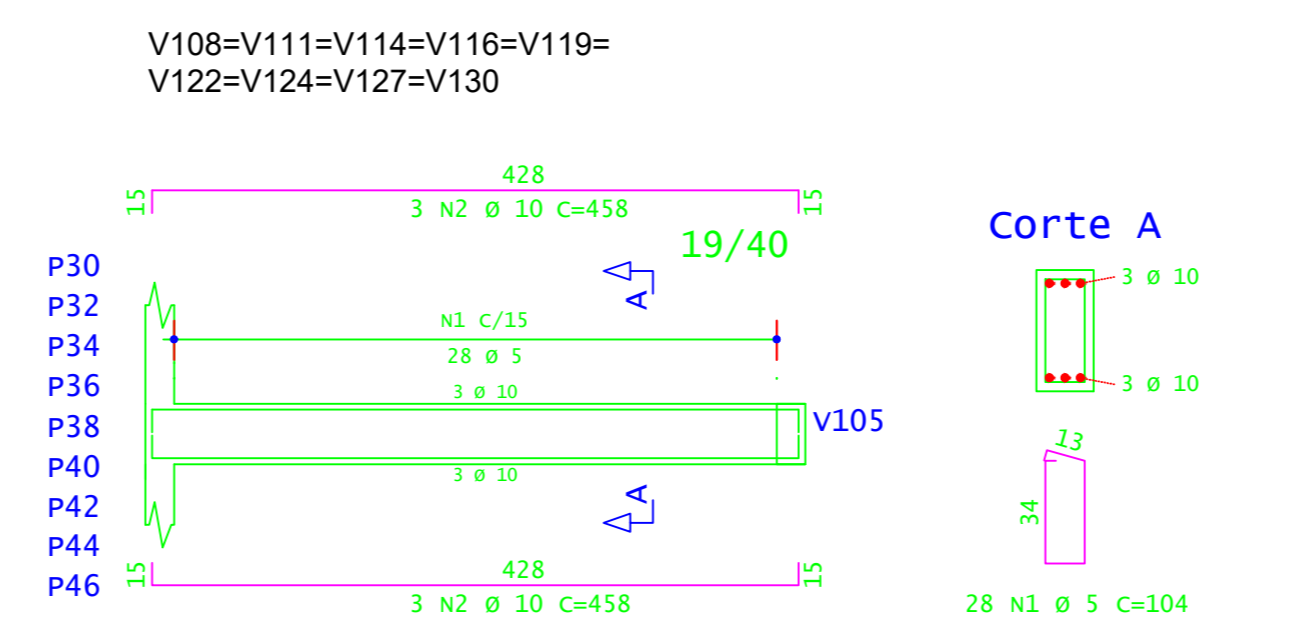 V108=V111=V114=V116=V119=
V122=V124=V127=V130
428
15
15
3 N2 Ø 10 C=458
19/40
Corte A
P30
P32
P34
P36
P38
P40
P42
P44
P46
A
N1 C/15
28 Ø 5
3 Ø 10
V105
3 Ø 10
A
428
15
15
3 N2 Ø 10 C=458
3 Ø 10
3 Ø 10
13
34
28 N1 Ø 5 C=104